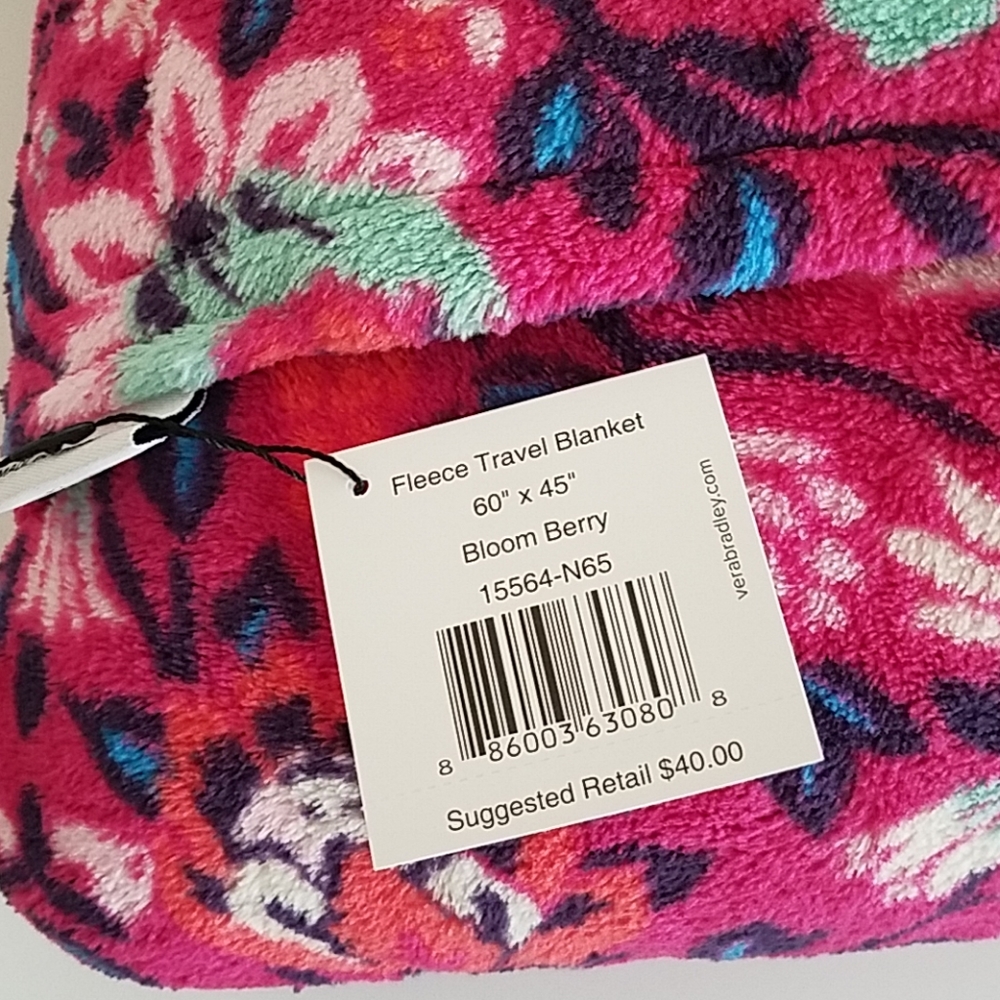 Fleece Travel Blanket
60" x 45"
Bloom Berry
15564-N65
8 86003 63080 8
Suggested Retail $40.00
verabradley.com